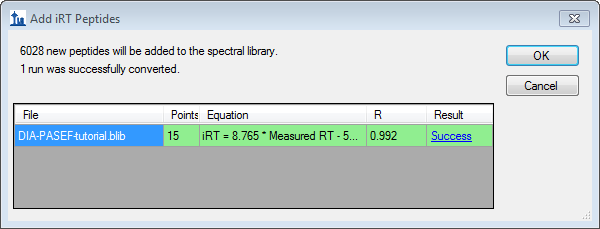 Add iRT Peptides
6028 new peptides will be added to the spectral library.
1 run was successfully converted.
OK
Cancel
File Points Equation R Result
DIA-PASEF-tutorial.blib 15 iRT = 8.765 * Measured RT - 5... 0.992 Success